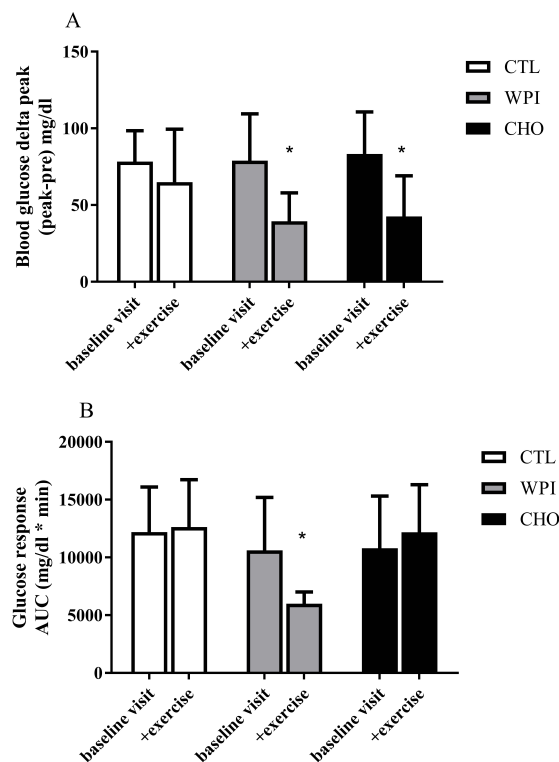 A
Blood glucose delta peak
(peak-pre) mg/dl
150
100
50
0
*
*
CTL
WPI
CHO
baseline visit
+exercise
baseline visit
+exercise
baseline visit
+exercise
B
Glucose response
AUC (mg/dl * min)
20000
15000
10000
5000
0
*
CTL
WPI
CHO
baseline visit
+exercise
baseline visit
+exercise
baseline visit
+exercise